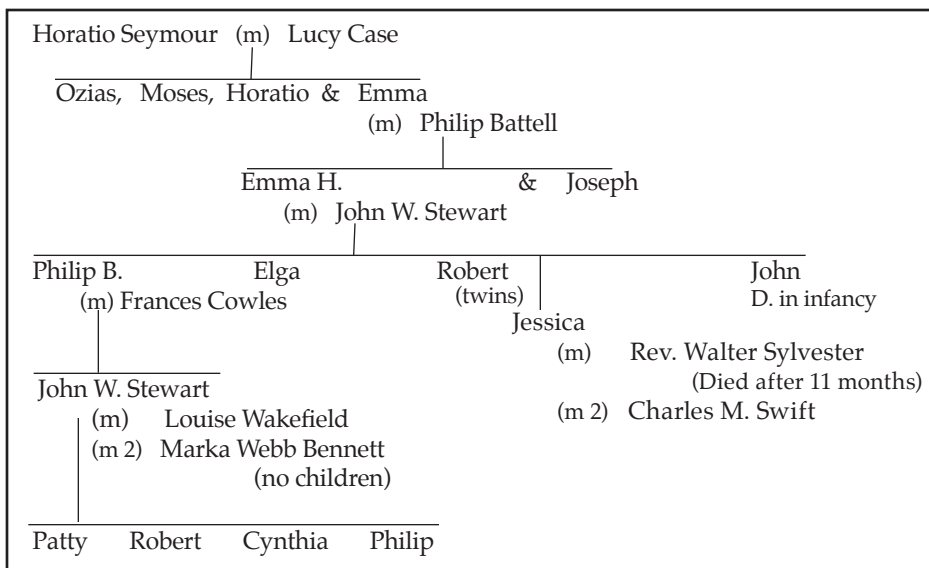 Horatio Seymour (m) Lucy Case
Ozias, Moses, Horatio & Emma
(m) Philip Battell
Emma H. & Joseph
(m) John W. Stewart
Philip B. Elga Robert John
(m) Frances Cowles (twins) D. in infancy
Jessica
(m) Rev. Walter Sylvester
(Died after 11 months)
John W. Stewart
(m 2) Charles M. Swift
(m) Louise Wakefield
(m 2) Marka Webb Bennett
(no children)
Patty Robert Cynthia Philip